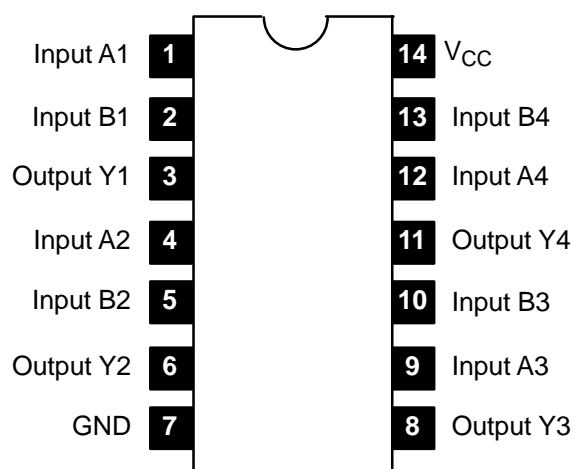 Input A1 1 14 VCC
Input B1 2 13 Input B4
Output Y1 3 12 Input A4
Input A2 4 11 Output Y4
Input B2 5 10 Input B3
Output Y2 6 9 Input A3
GND 7 8 Output Y3